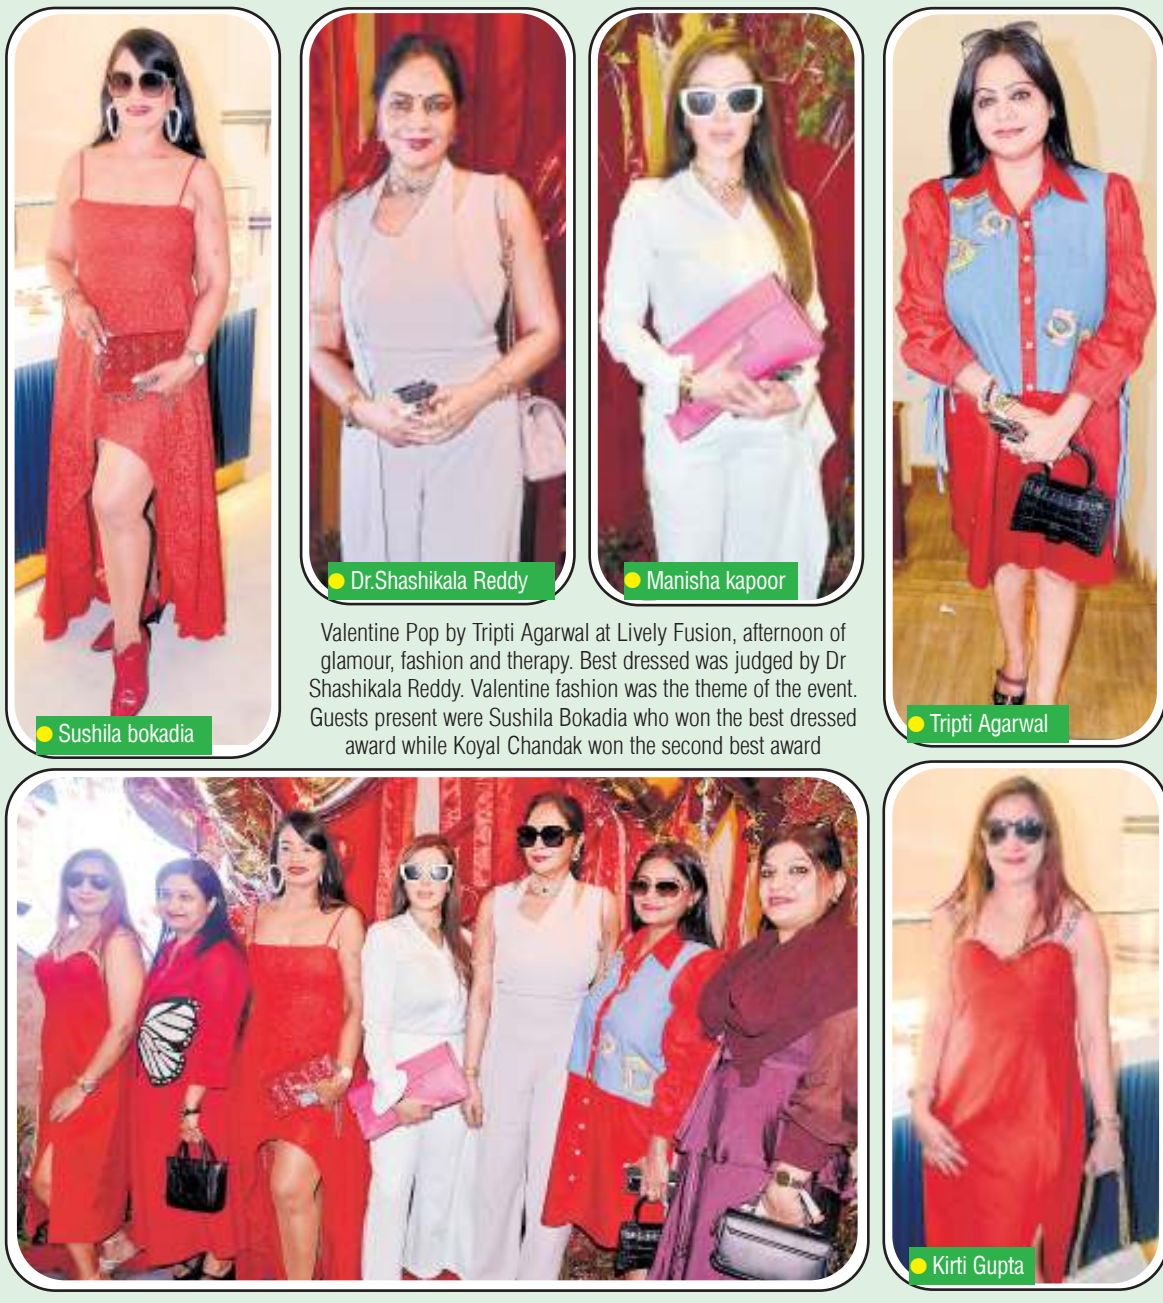 Dr.Shashikala Reddy
Manisha kapoor
Valentine Pop by Tripti Agarwal at Lively Fusion, afternoon of
glamour, fashion and therapy. Best dressed was judged by Dr
Shashikala Reddy. Valentine fashion was the theme of the event.
Guests present were Sushila Bokadia who won the best dressed
award while Koyal Chandak won the second best award
Sushila bokadia
Tripti Agarwal
Kirti Gupta